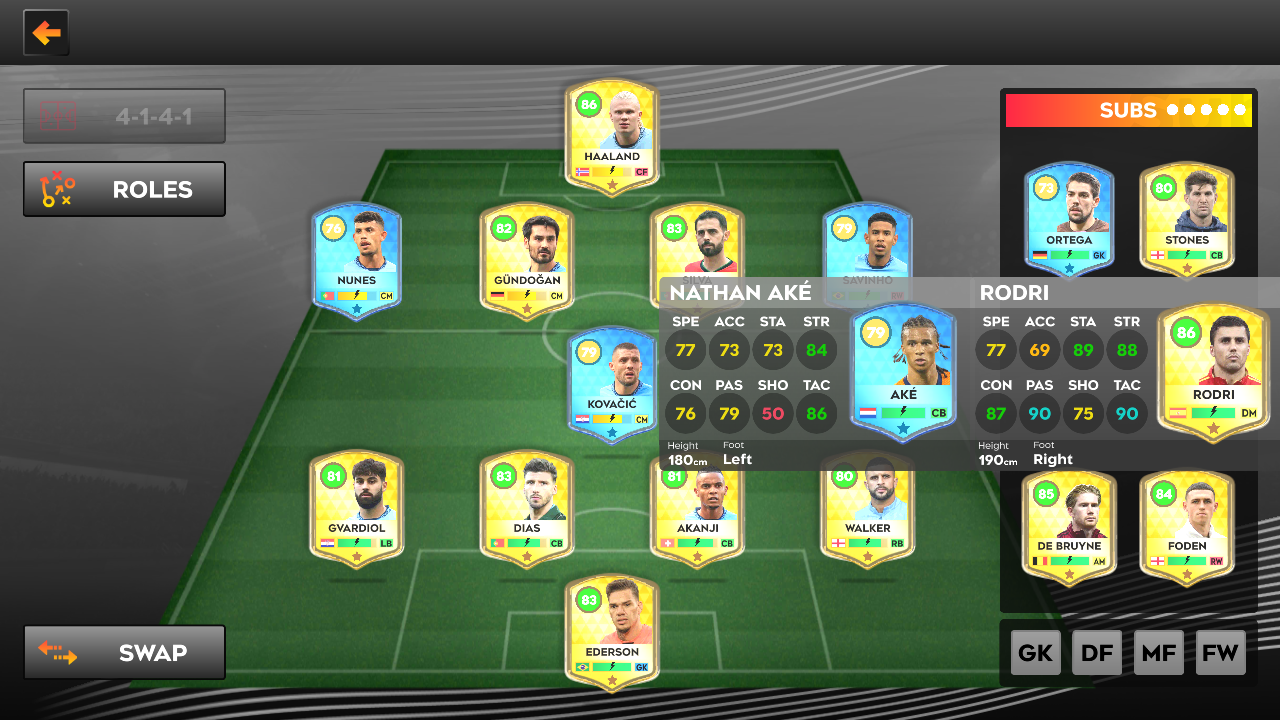 4-1-4-1
ROLES
86
HAALAND
CF
76
NUNES
CM
82
GÜNDOĞAN
CM
83
SILVA
79
SAVINHO
RW
79
KOVAČIĆ
CM
81
GVARDIOL
LB
83
DIAS
CB
81
AKANJI
CB
80
WALKER
RB
83
EDERSON
GK
SWAP
SUBS
73
ORTEGA
GK
80
STONES
CB
NATHAN AKÉ
SPE ACC STA STR
77 73 73 84
CON PAS SHO TAC
76 79 50 86
Height Foot
180cm Left
79
AKÉ
CB
RODRI
SPE ACC STA STR
77 69 89 88
CON PAS SHO TAC
87 90 75 90
Height Foot
190cm Right
86
RODRI
DM
85
DE BRUYNE
AM
84
FODEN
RW
GK DF MF FW